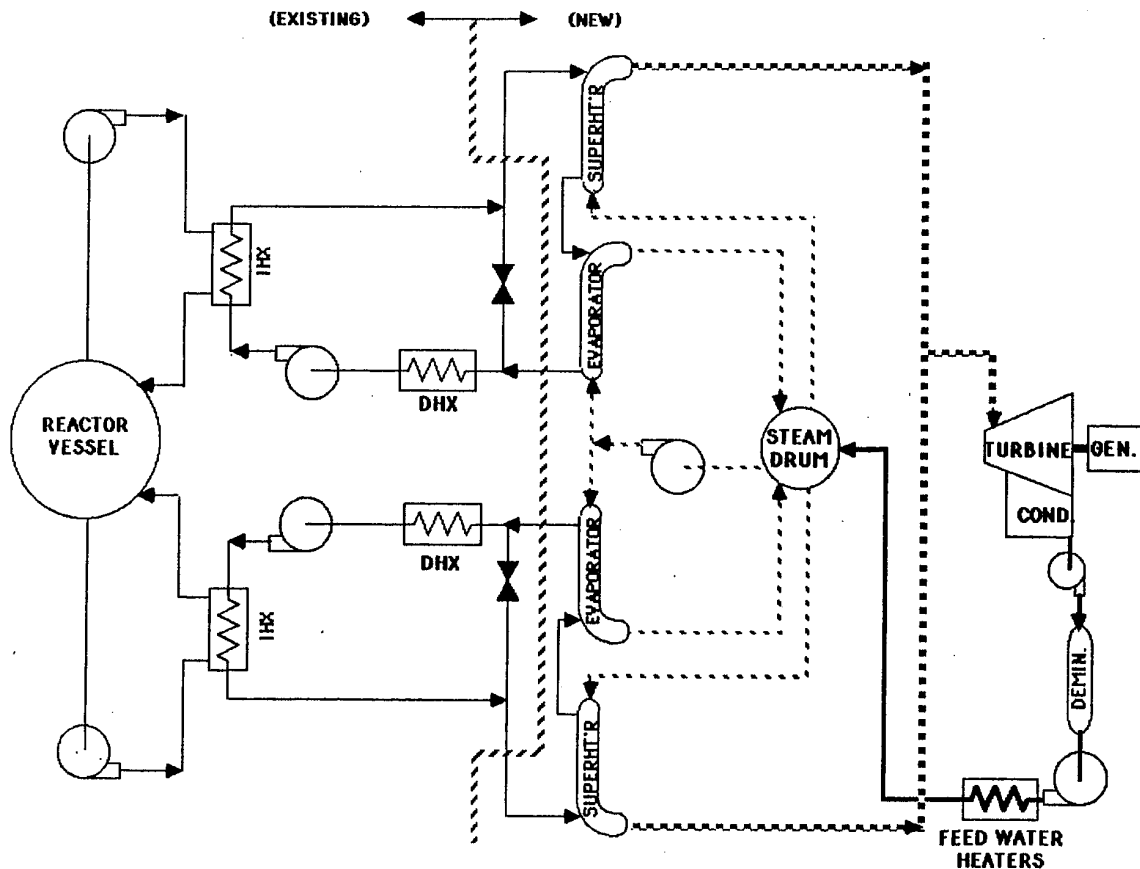 (EXISTING)
(NEW)
SUPERHT'R
IHX
EVAPORATOR
DHX
REACTOR
VESSEL
STEAM
DRUM
TURBINE
GEN.
COND.
EVAPORATOR
DHX
IHX
DEMIN.
SUPERHT'R
FEED WATER
HEATERS